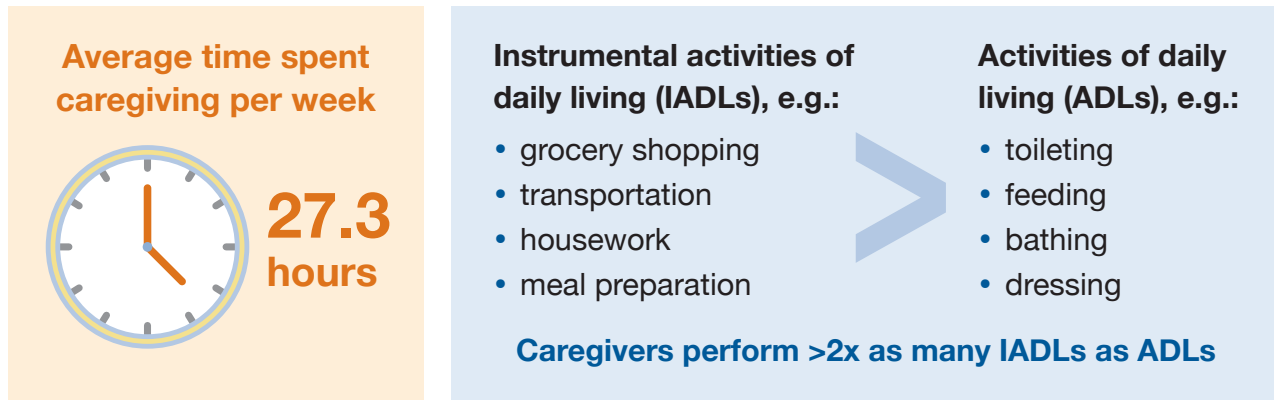 Average time spent
caregiving per week
27.3
hours
Instrumental activities of
daily living (IADLs), e.g.:
• grocery shopping
• transportation
• housework
• meal preparation
>
Activities of daily
living (ADLs), e.g.:
• toileting
• feeding
• bathing
• dressing
Caregivers perform >2x as many IADLs as ADLs